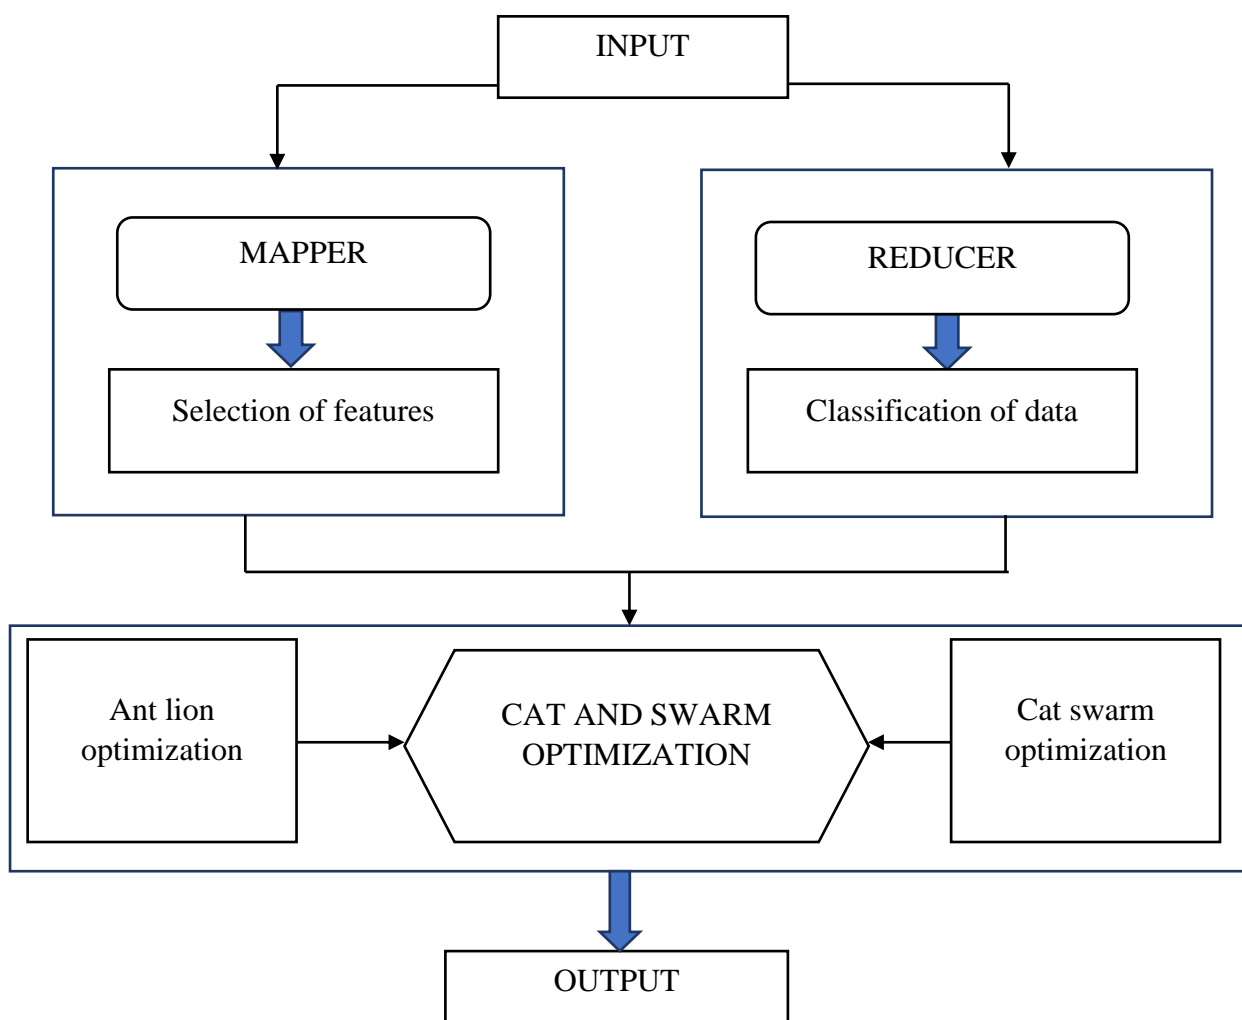 INPUT
MAPPER
REDUCER
Selection of features
Classification of data
Ant lion
optimization
CAT AND SWARM
OPTIMIZATION
Cat swarm
optimization
OUTPUT